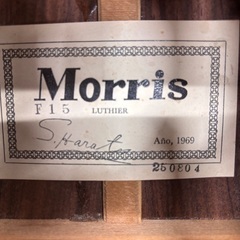 Morris
F15 LUTHIER
Año, 1969
250804